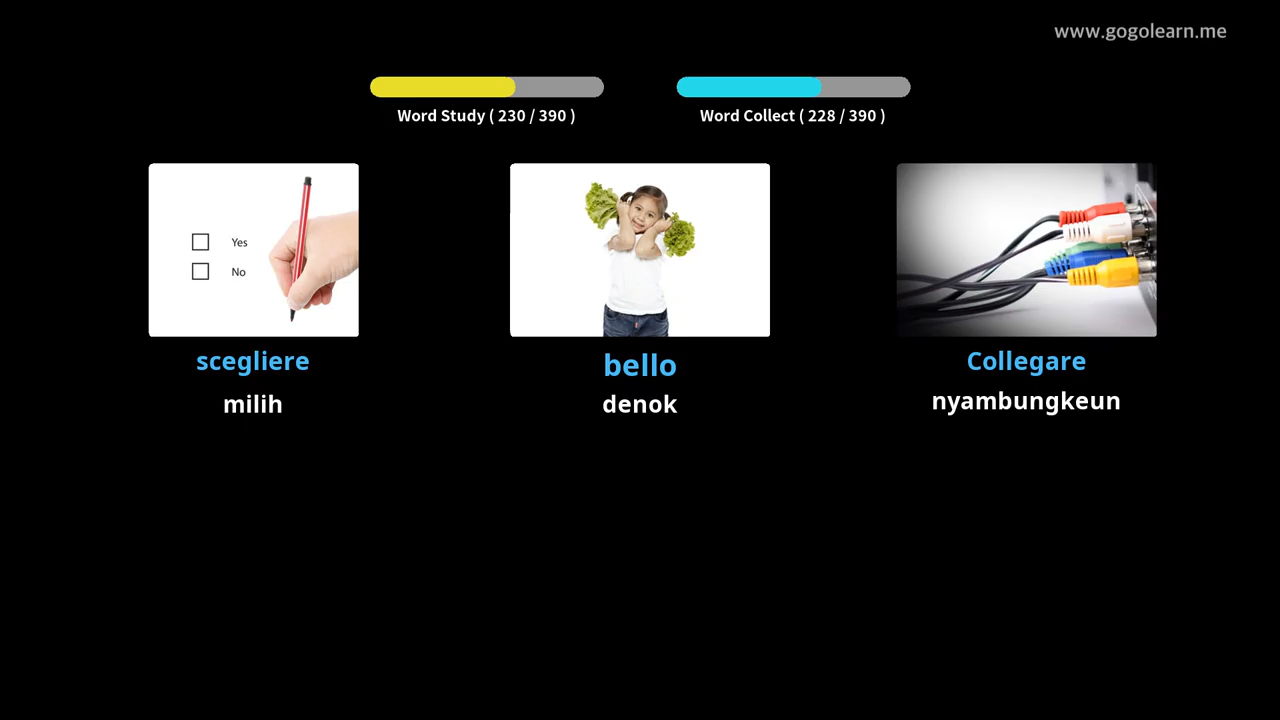 www.gogolearn.me
Word Study ( 230 / 390 )
Word Collect ( 228 / 390 )
Yes
No
scegliere
milih
bello
denok
Collegare
nyambungkeun